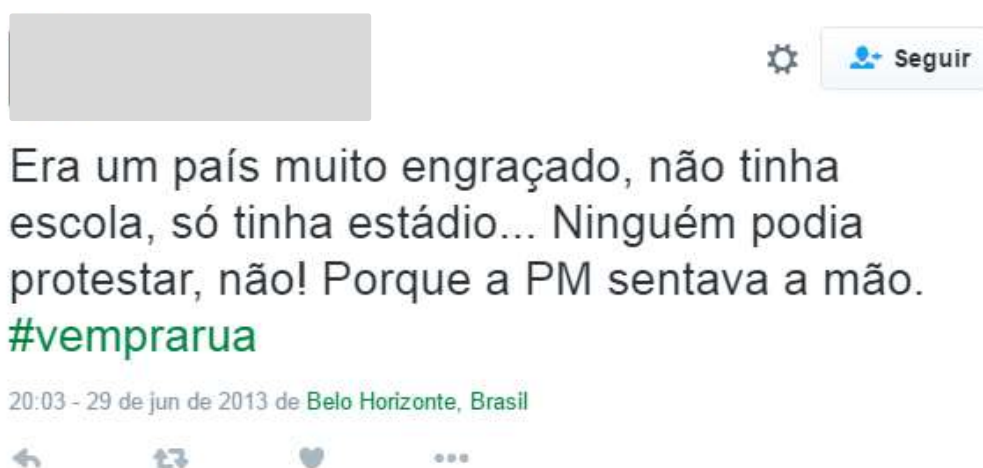 Seguir
Era um país muito engraçado, não tinha
escola, só tinha estádio... Ninguém podia
protestar, não! Porque a PM sentava a mão.
#vemprarua
20:03 - 29 de jun de 2013 de Belo Horizonte, Brasil